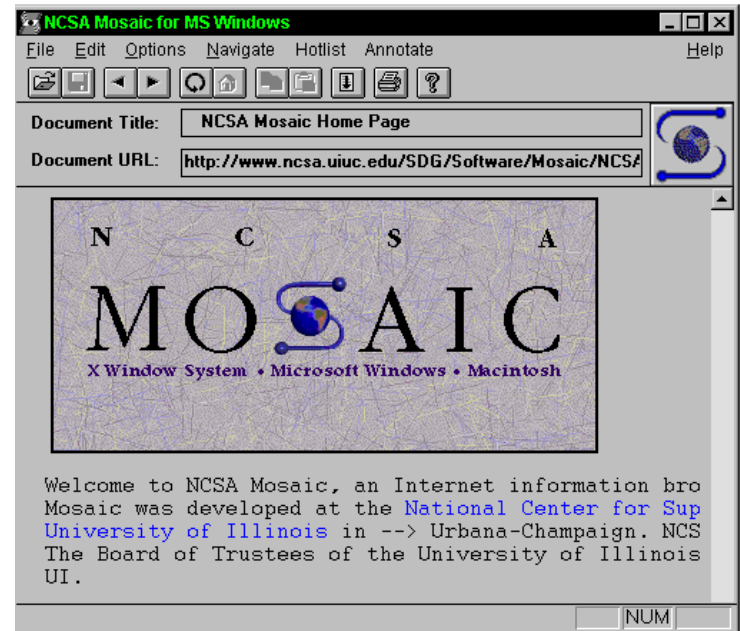 NCSA Mosaic for MS Windows
File Edit Options Navigate Hotlist Annotate Help
Document Title: NCSA Mosaic Home Page
Document URL: http://www.ncsa.uiuc.edu/SDG/Software/Mosaic/NCSA
N C S A
MOSAIC
X Window System • Microsoft Windows • Macintosh
Welcome to NCSA Mosaic, an Internet information bro
Mosaic was developed at the National Center for Sup
University of Illinois in --> Urbana-Champaign. NCS
The Board of Trustees of the University of Illinois
UI.
NUM